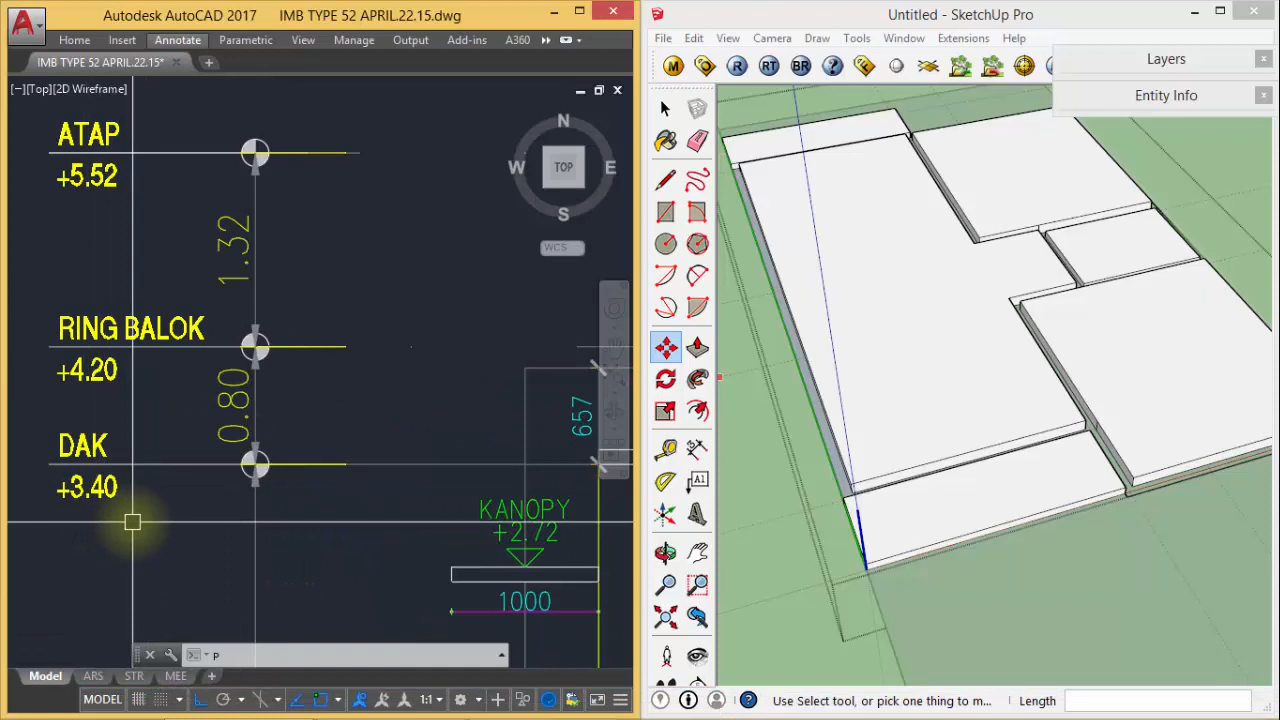 Autodesk AutoCAD 2017 IMB TYPE 52 APRIL.22.15.dwg
Home Insert Annotate Parametric View Manage Output Add-ins A360
IMB TYPE 52 APRIL.22.15*
[−][Top][2D Wireframe]
ATAP
+5.52
1.32
RING BALOK
+4.20
0.80
DAK
+3.40
N
W TOP E
S
WCS
657
KANOPY
+2.72
1000
P
Model ARS STR MEE
MODEL 1:1
Untitled - SketchUp Pro
File Edit View Camera Draw Tools Window Extensions Help
M R RT BR ?
Layers
Entity Info
A1
Use Select tool, or pick one thing to m... Length